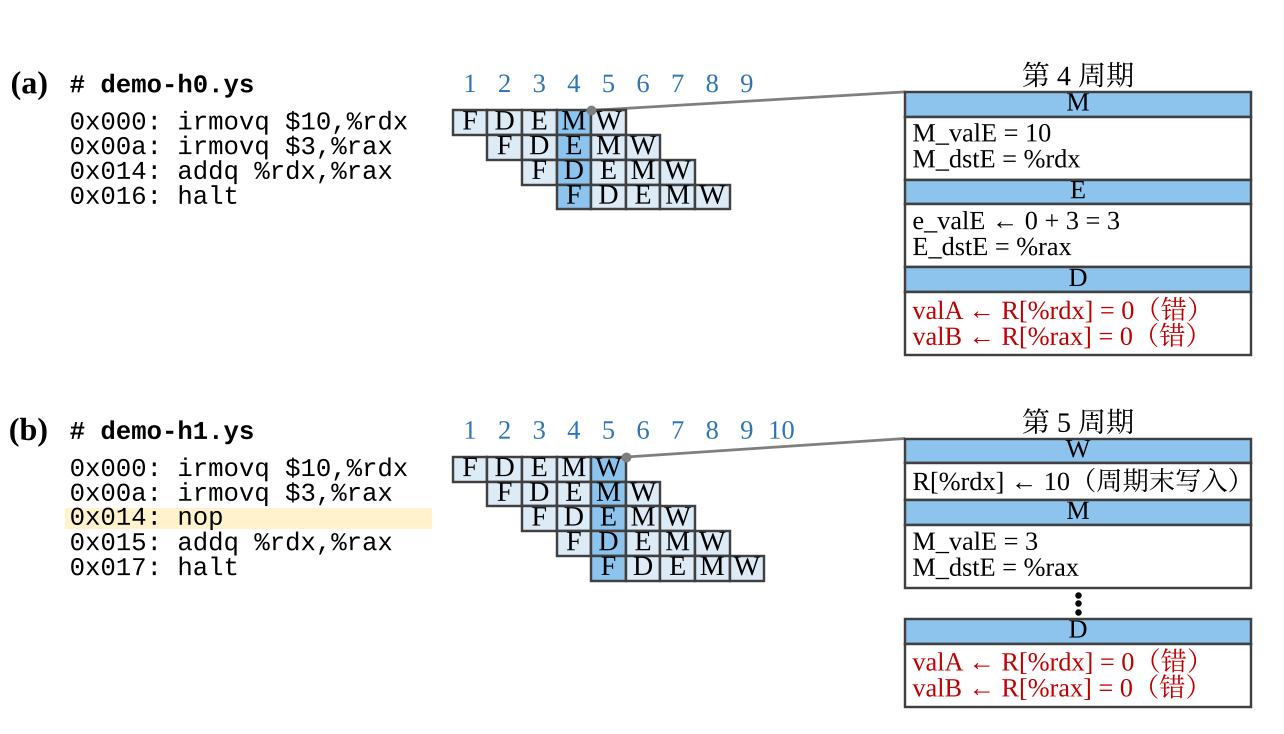 (a) # demo-h0.ys
1 2 3 4 5 6 7 8 9
0x000: irmovq $10,%rdx
F D E M W
0x00a: irmovq $3,%rax
F D E M W
0x014: addq %rdx,%rax
F D E M W
0x016: halt
F D E M W
第 4 周期
M
M_valE = 10
M_dstE = %rdx
E
e_valE ← 0 + 3 = 3
E_dstE = %rax
D
valA ← R[%rdx] = 0（错）
valB ← R[%rax] = 0（错）
(b) # demo-h1.ys
1 2 3 4 5 6 7 8 9 10
0x000: irmovq $10,%rdx
F D E M W
0x00a: irmovq $3,%rax
F D E M W
0x014: nop
F D E M W
0x015: addq %rdx,%rax
F D E M W
0x017: halt
F D E M W
第 5 周期
W
R[%rdx] ← 10（周期末写入）
M
M_valE = 3
M_dstE = %rax
D
valA ← R[%rdx] = 0（错）
valB ← R[%rax] = 0（错）